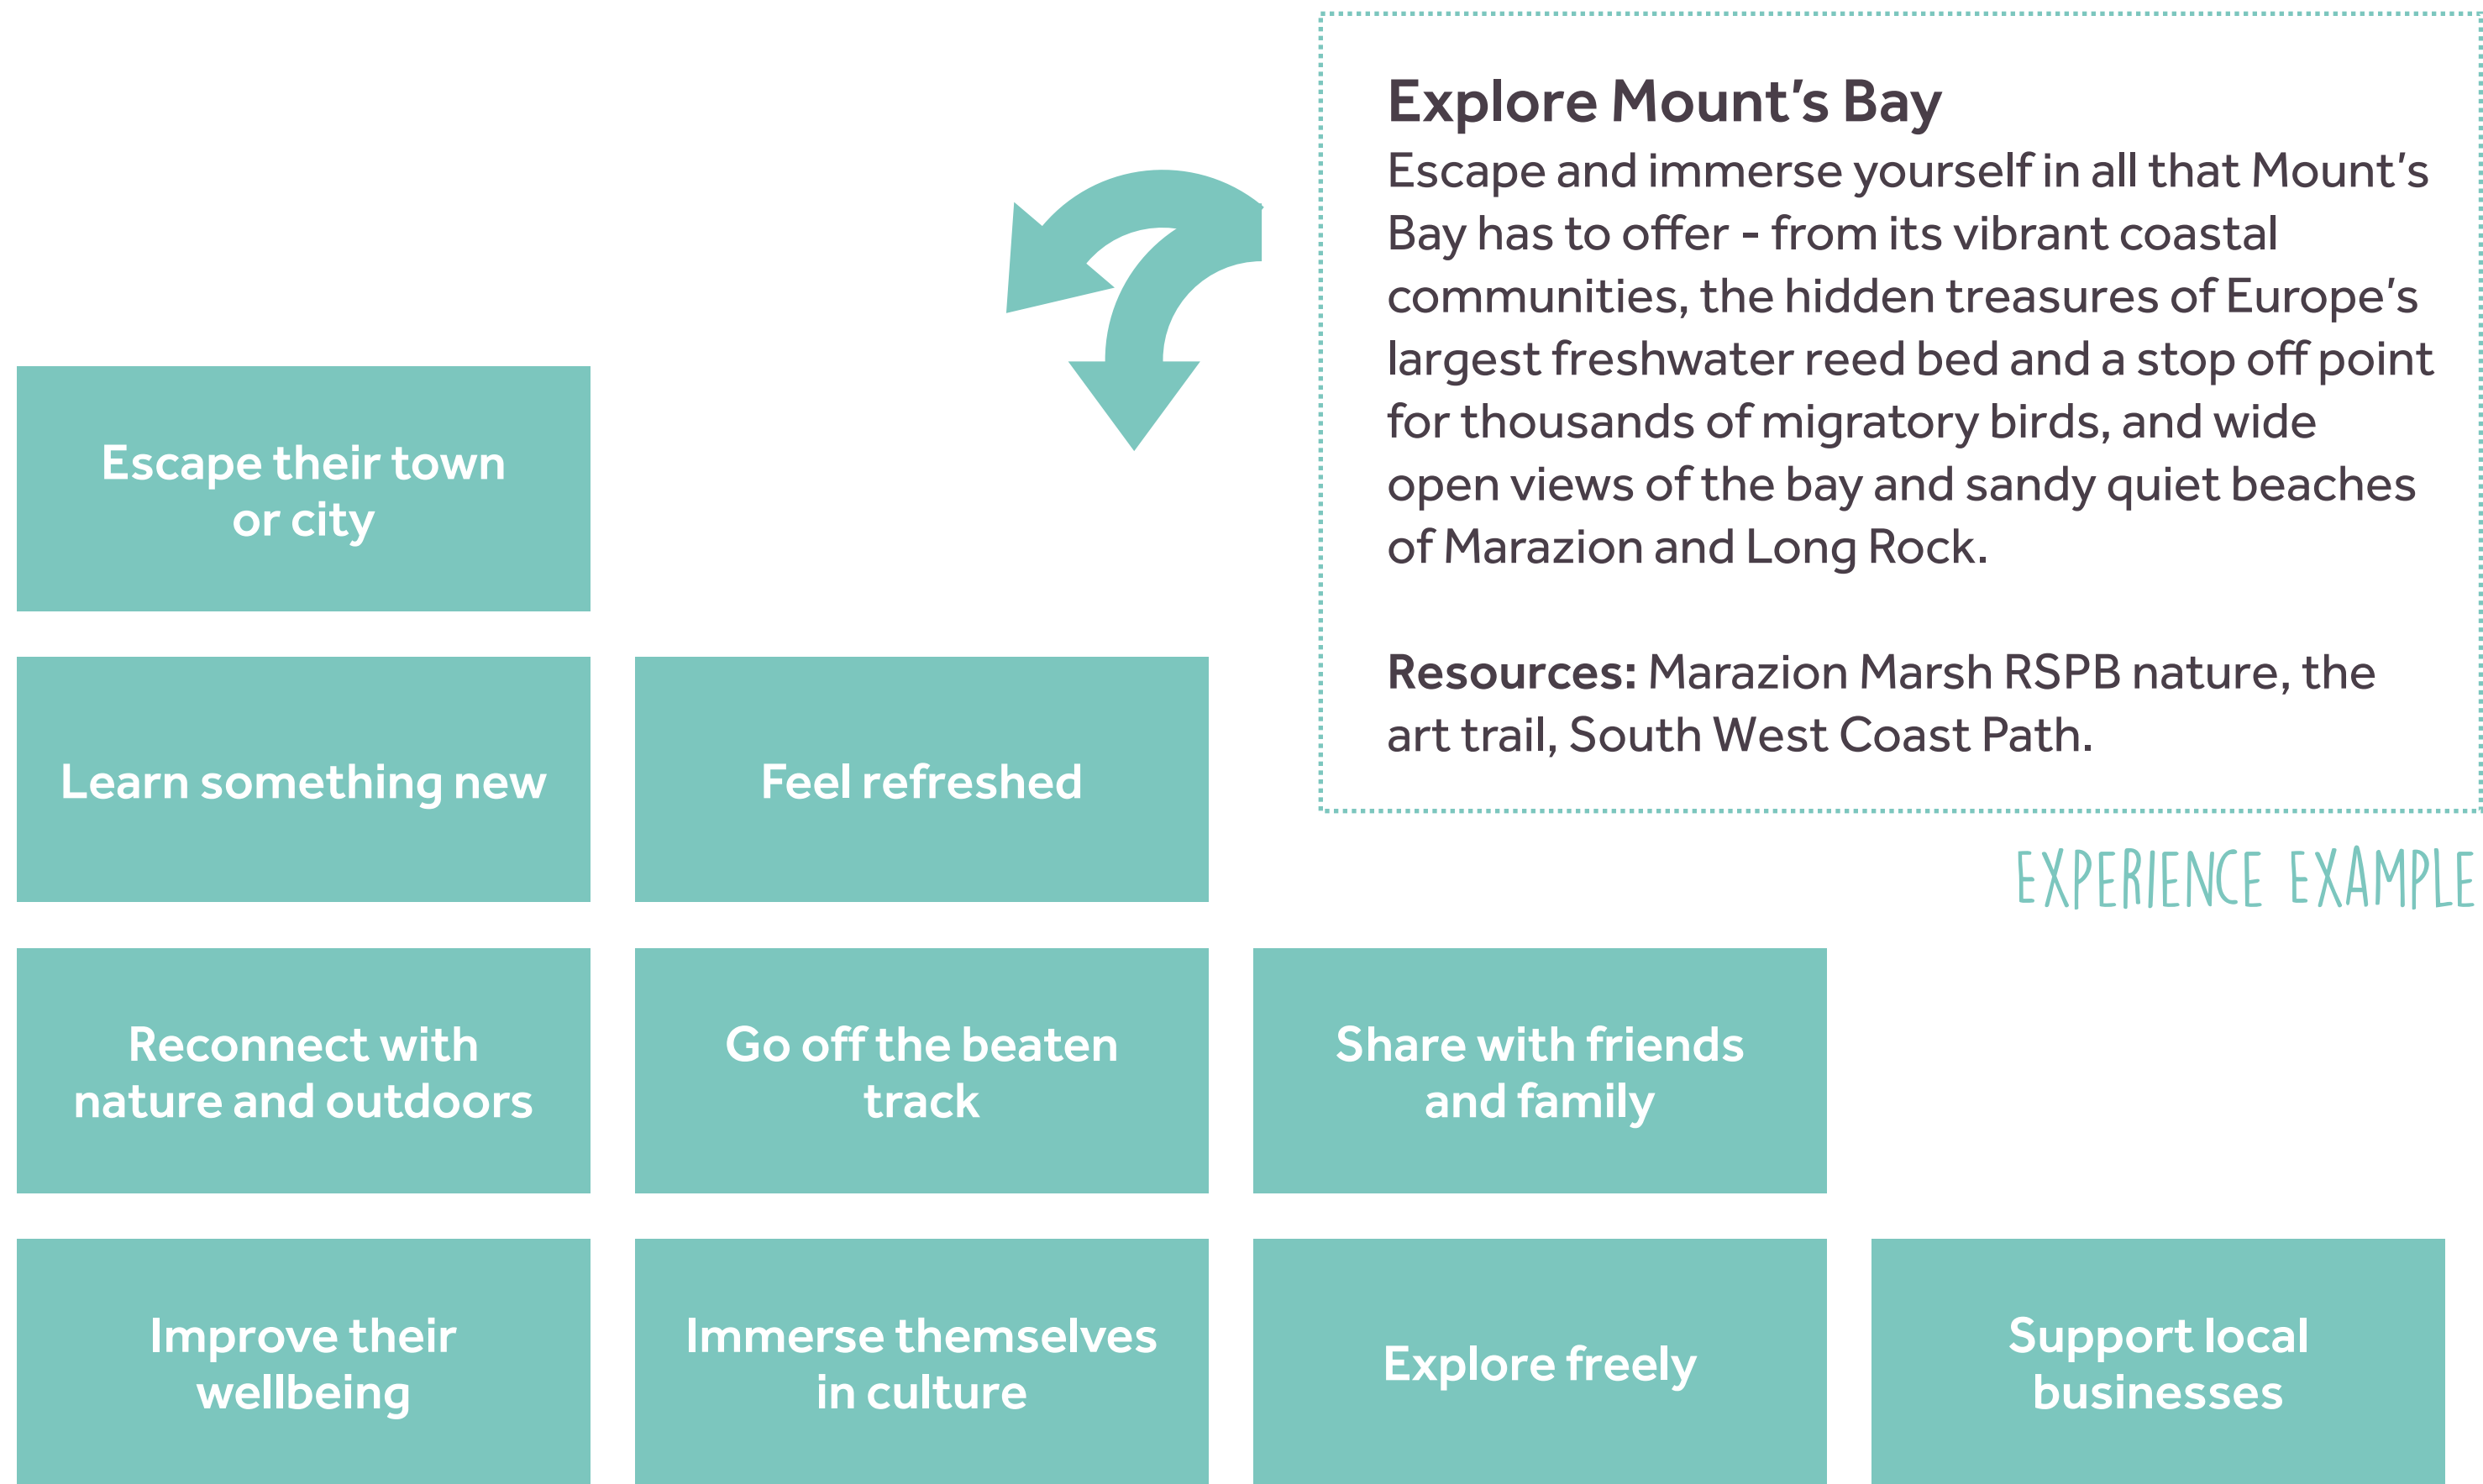 Explore Mount's Bay
Escape and immerse yourself in all that Mount's
Bay has to offer - from its vibrant coastal
communities, the hidden treasures of Europe's
largest freshwater reed bed and a stop off point
for thousands of migratory birds, and wide
open views of the bay and sandy quiet beaches
of Marazion and Long Rock.
Resources: Marazion Marsh RSPB nature, the
art trail, South West Coast Path.
EXPERIENCE EXAMPLE
Escape their town
or city
Learn something new
Feel refreshed
Reconnect with
nature and outdoors
Go off the beaten
track
Share with friends
and family
Improve their
wellbeing
Immerse themselves
in culture
Explore freely
Support local
businesses